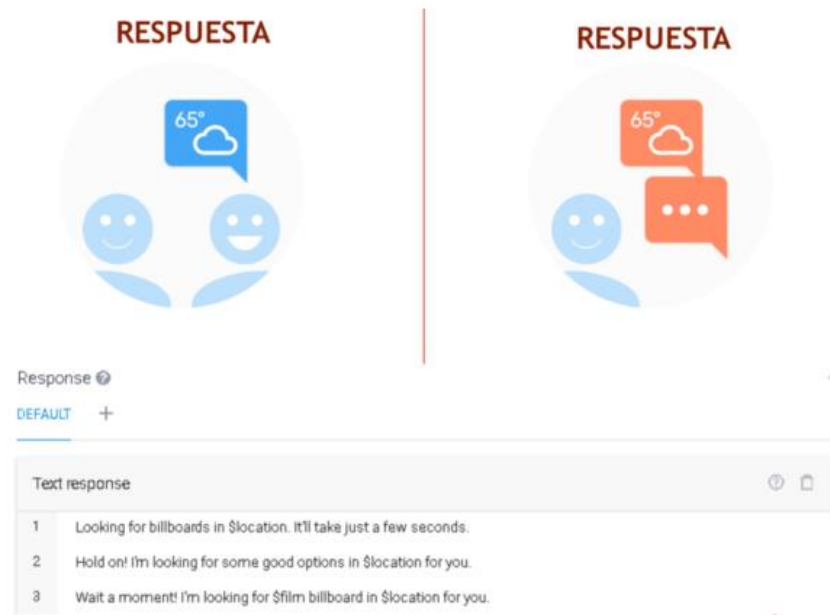 RESPUESTA
RESPUESTA
65°
65°
Response
DEFAULT +
Text response
1 Looking for billboards in $location. It'll take just a few seconds.
2 Hold on! I'm looking for some good options in $location for you.
3 Wait a moment! I'm looking for $film billboard in $location for you.